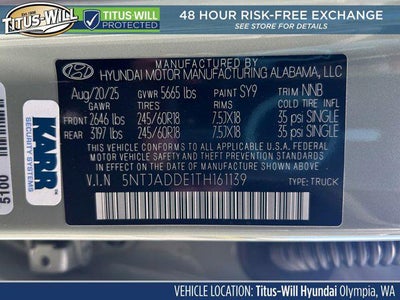 TITUS-WILL
TITUS-WILL
PROTECTED
48 HOUR RISK-FREE EXCHANGE
SEE STORE FOR DETAILS
MANUFACTURED BY
HYUNDAI MOTOR MANUFACTURING ALABAMA, LLC
Aug/20/25 GVWR 5665 lbs PAINT SY9 TRIM NNB
GAWR TIRES RIMS COLD TIRE INFL.
FRONT 2646 lbs 245/60R18 7.5JX18 35 psi SINGLE
REAR 3197 lbs 245/60R18 7.5JX18 35 psi SINGLE
THIS VEHICLE CONFORMS TO ALL APPLICABLE U.S.A. FEDERAL
MOTOR VEHICLE SAFETY STANDARDS IN EFFECT ON THE DATE OF
MANUFACTURE SHOWN ABOVE.
V.I.N 5NTJADDE1TH161139 TYPE:TRUCK
KARR
SECURITY SYSTEMS
5100
VEHICLE LOCATION: Titus-Will Hyundai Olympia, WA